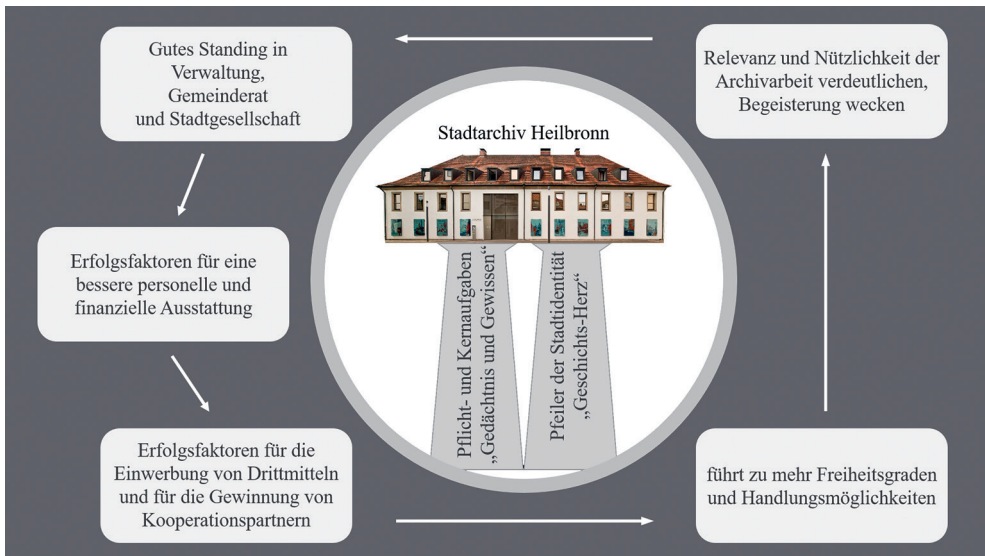 Gutes Standing in
Verwaltung,
Gemeinderat
und Stadtgesellschaft
Relevanz und Nützlichkeit der
Archivarbeit verdeutlichen,
Begeisterung wecken
Stadtarchiv Heilbronn
Erfolgsfaktoren für eine
bessere personelle und
finanzielle Ausstattung
Pflicht- und Kernaufgaben
„Gedächtnis und Gewissen“
Pfeiler der Stadtidentität
„Geschichts-Herz“
Erfolgsfaktoren für die
Einwerbung von Drittmitteln
und für die Gewinnung von
Kooperationspartnern
führt zu mehr Freiheitsgraden
und Handlungsmöglichkeiten